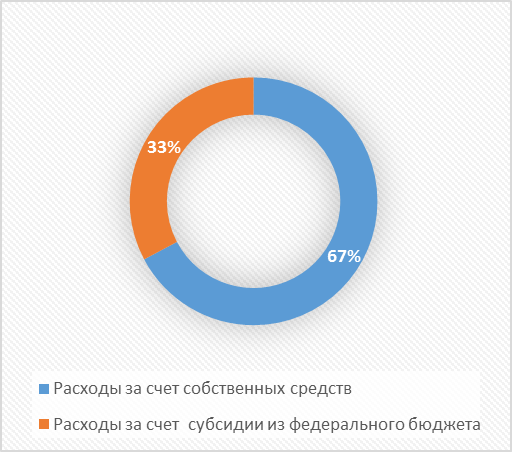 33%
67%
Расходы за счет собственных средств
Расходы за счет  субсидии из федерального бюджета